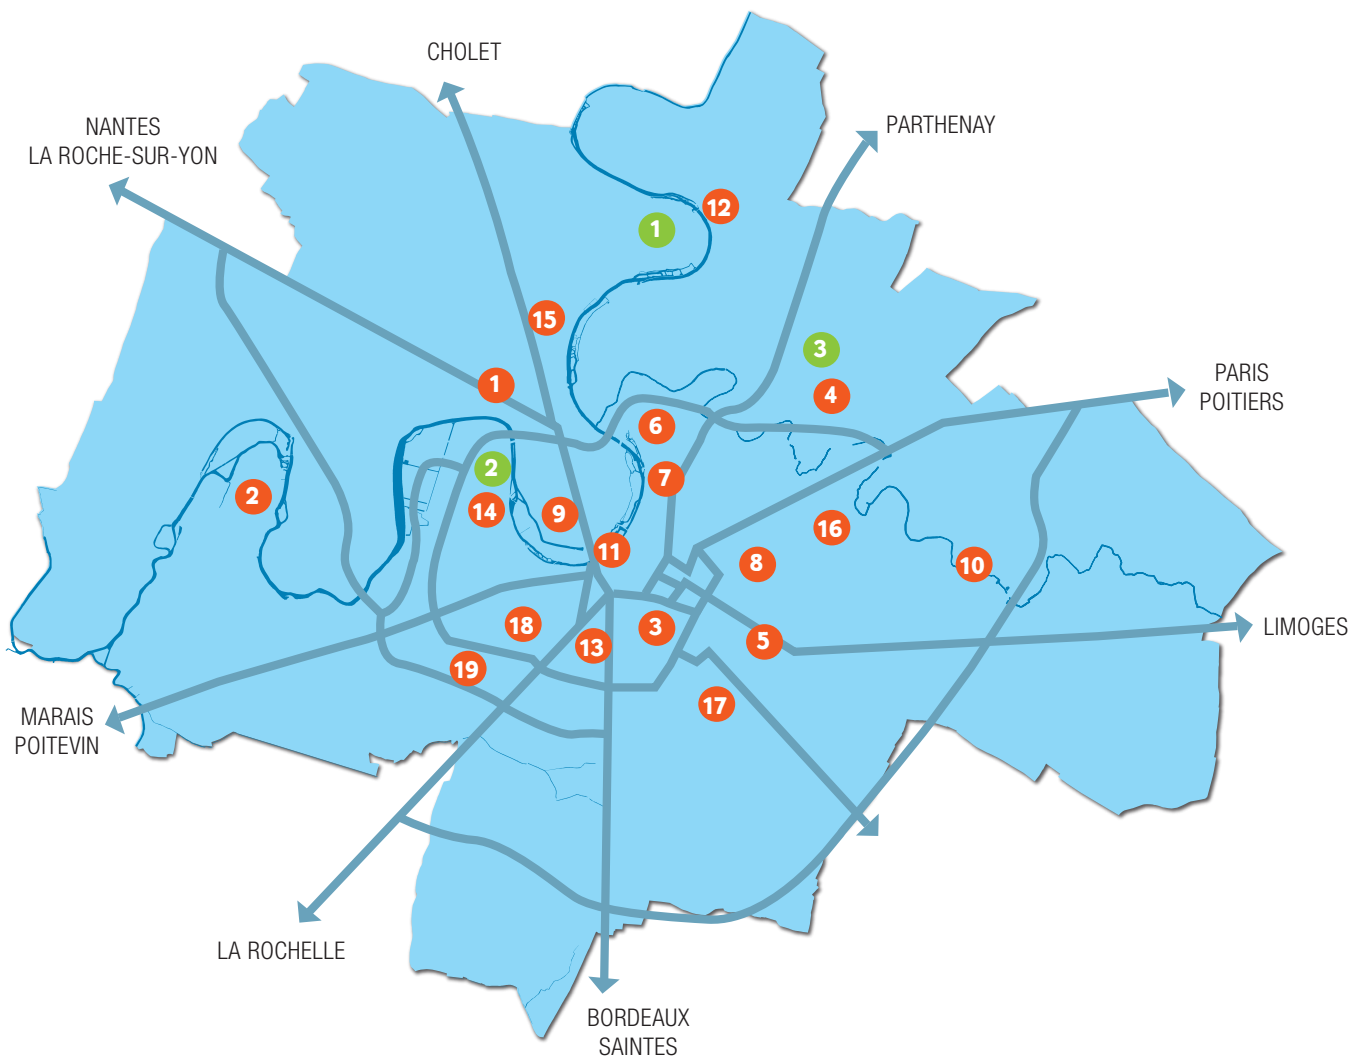 CHOLET
NANTES
LA ROCHE-SUR-YON
PARTHENAY
12
1
15
3
1
4
PARIS
POITIERS
6
2
7
2
14
9
16
11
8
10
18
3
13
5
LIMOGES
19
17
MARAIS
POITEVIN
LA ROCHELLE
BORDEAUX
SAINTES